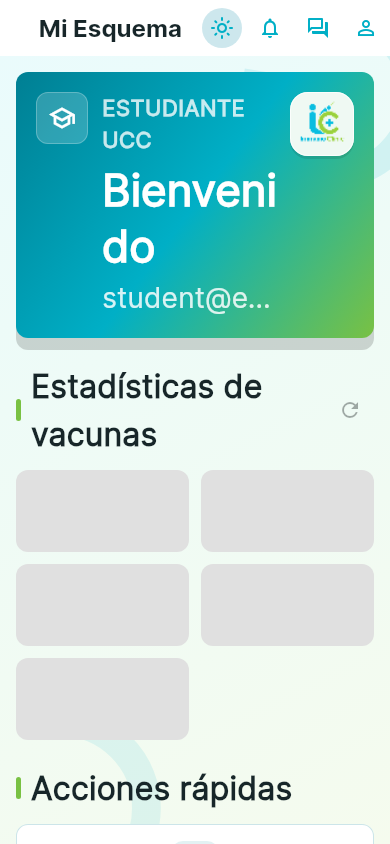 Mi Esquema
ESTUDIANTE
UCC
Bienveni
do
student@e...
Estadísticas de
vacunas
Acciones rápidas